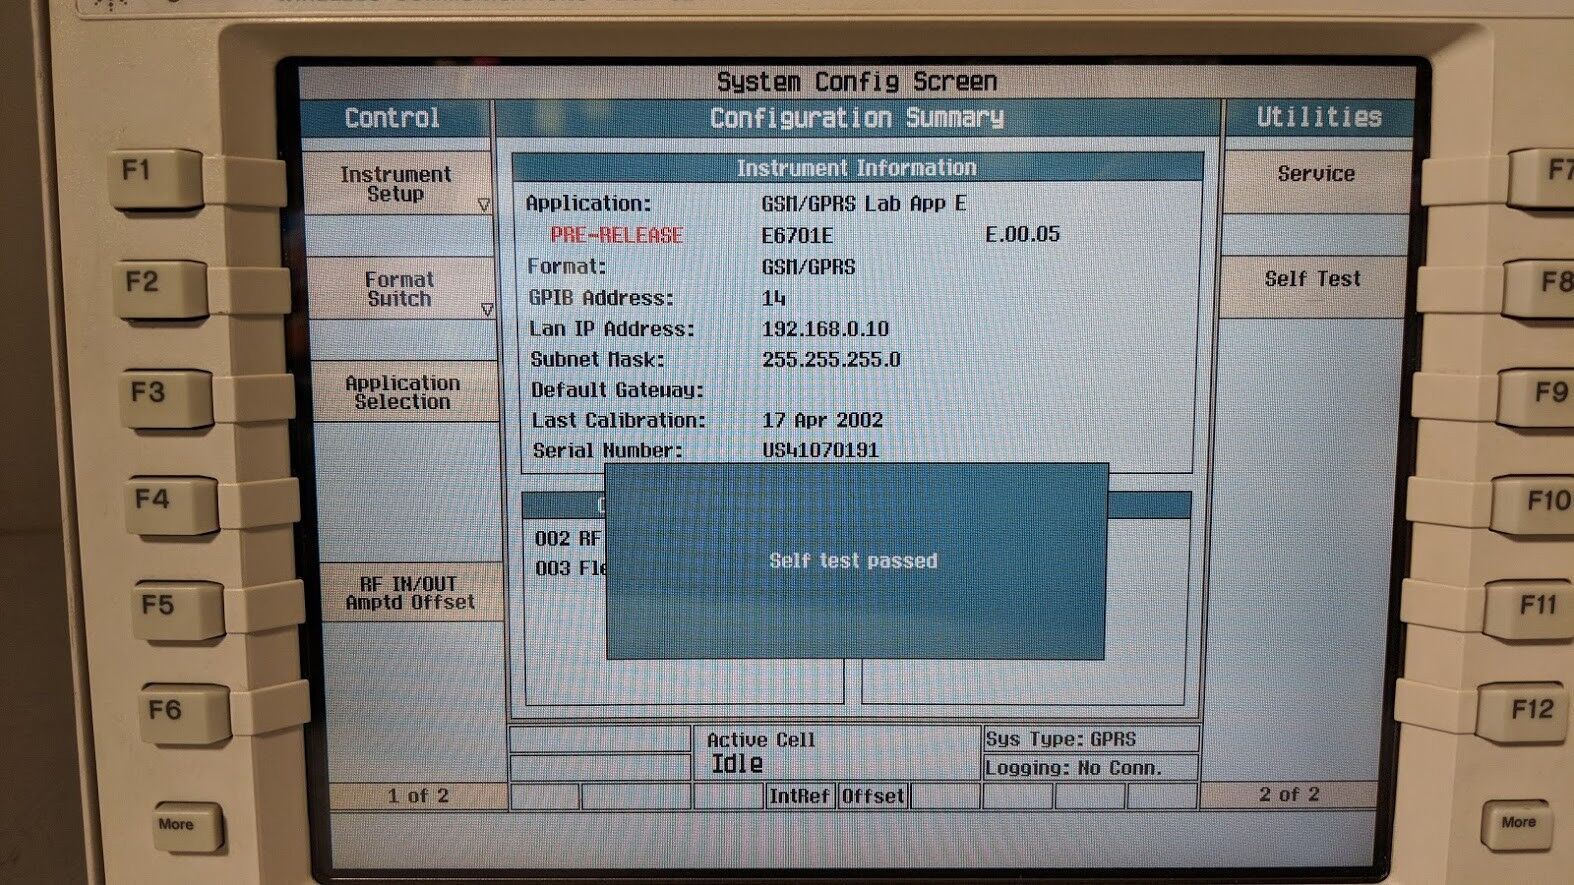 System Config Screen
Control
Configuration Summary
Utilities
F1
Instrument
Setup
Instrument Information
Service
F7
Application:
GSM/GPRS Lab App E
PRE-RELEASE
E6701E
E.00.05
F2
Format
Switch
Format:
GSM/GPRS
Self Test
F8
GPIB Address:
14
Lan IP Address:
192.168.0.10
Subnet Mask:
255.255.255.0
F3
Application
Selection
Default Gateway:
F9
Last Calibration:
17 Apr 2002
Serial Number:
US41070191
F4
F10
002 RF
003
Self test passed
F5
RF IN/OUT
Amptd Offset
F11
F6
F12
Active Cell
Idle
Sys Type: GPRS
Logging: No Conn.
1 of 2
IntRef
Offset
2 of 2
More
More